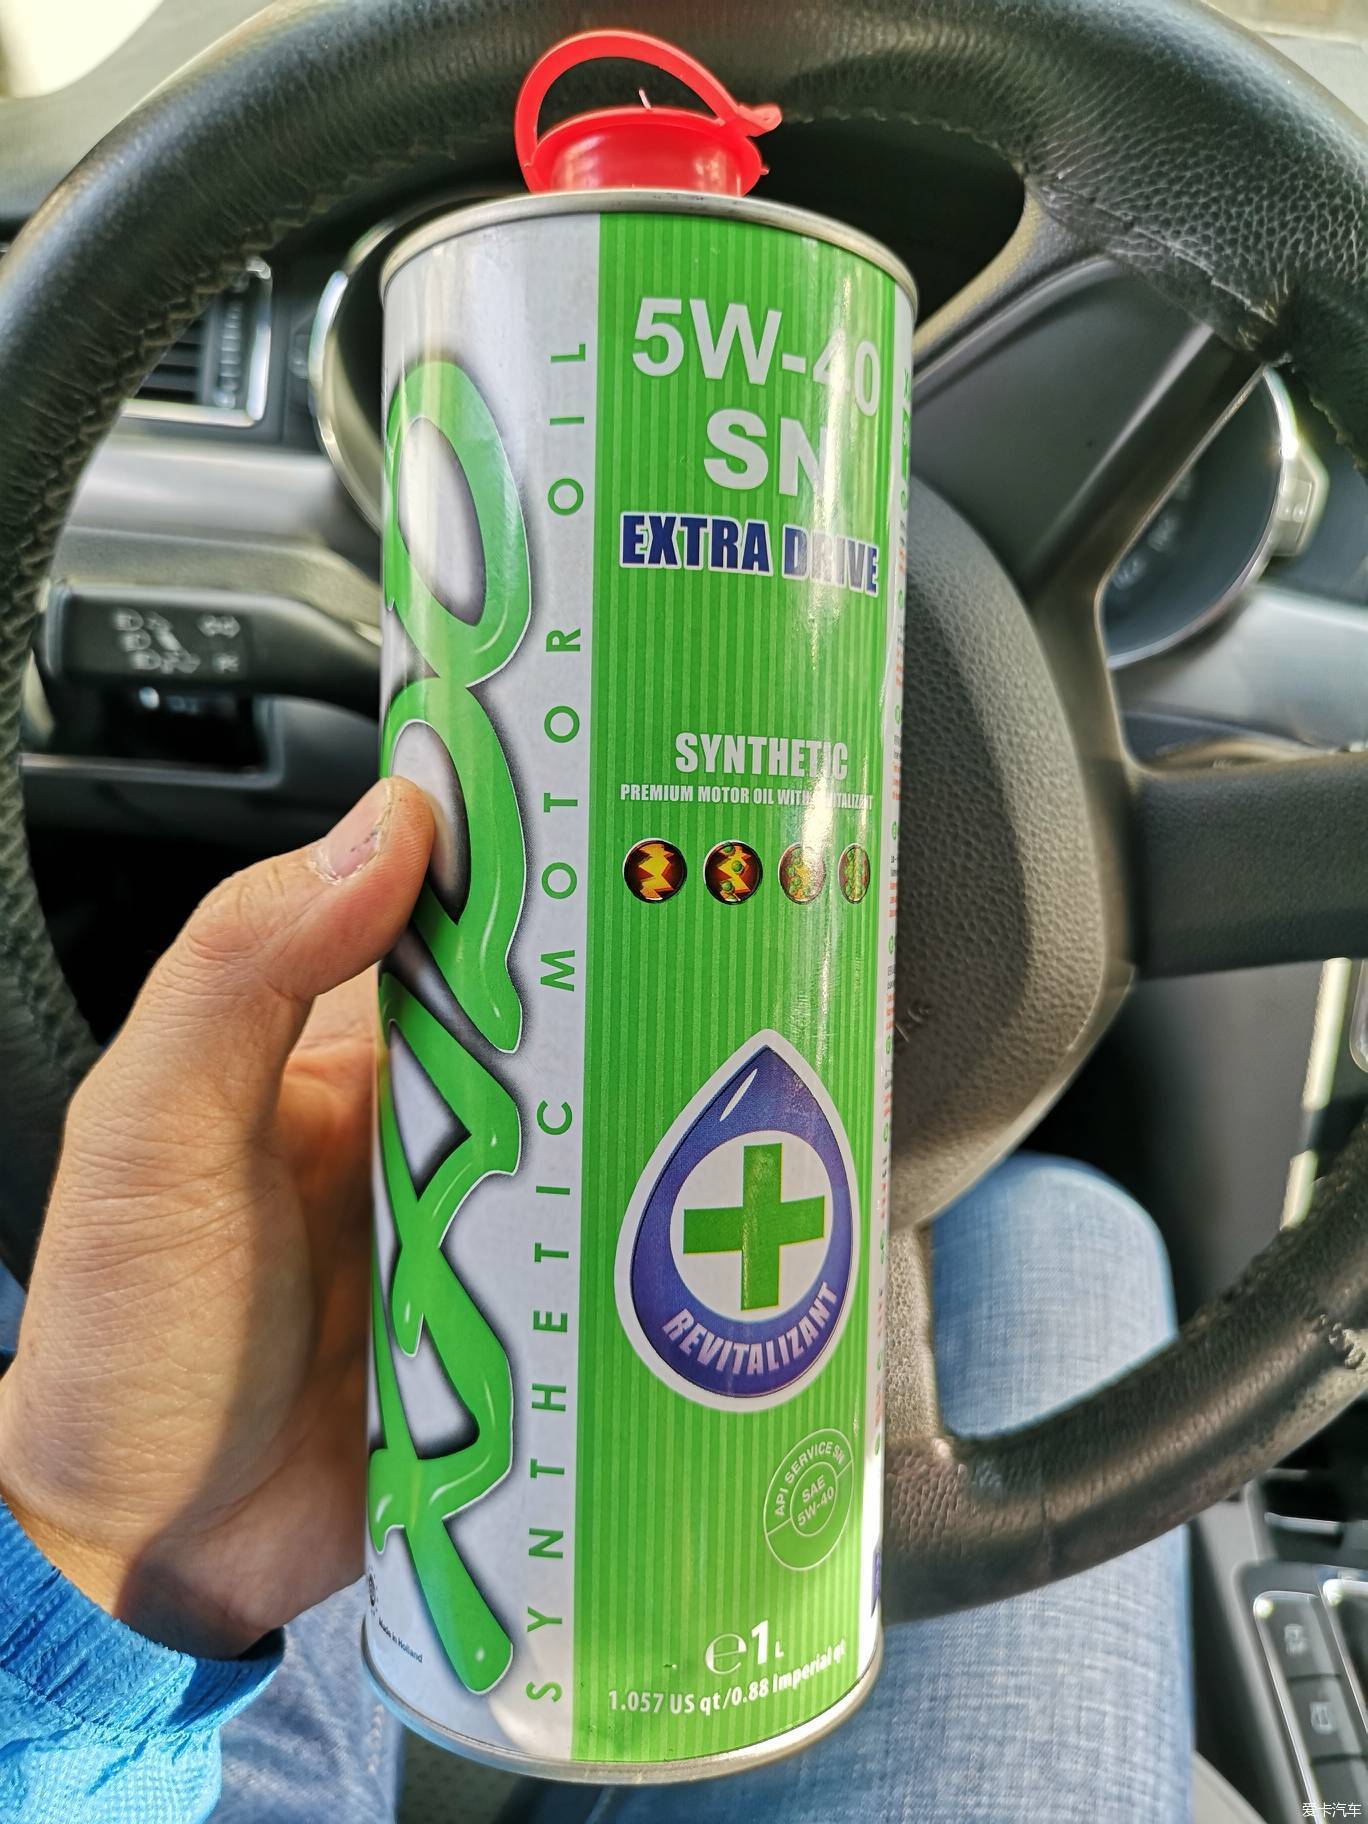 5W-40
SN
EXTRA DRIVE
XADO
SYNTHETIC MOTOR OIL
SYNTHETIC
PREMIUM MOTOR OIL WITH REVITALIZANT
REVITALIZANT
API SERVICE SN
SAE
5W-40
Made in Holland
e1L
1.057 US qt/0.88 Imperial qt
爱卡汽车